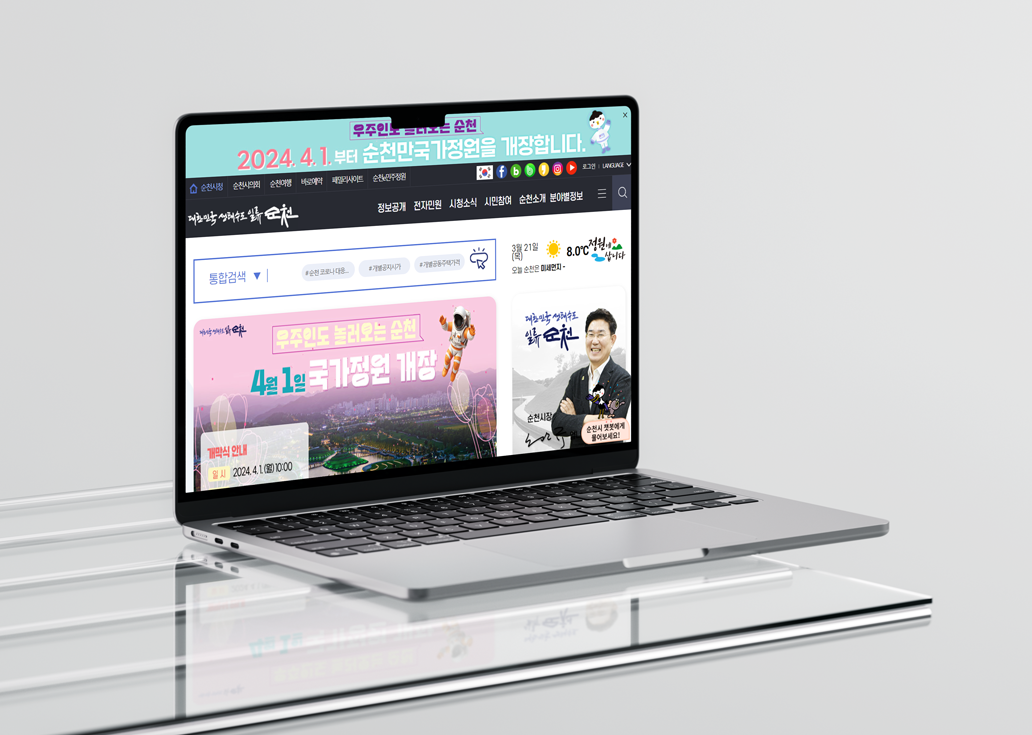 우주인도 놀러오는 순천
2024. 4. 1.부터 순천만국가정원을 개장합니다.
순천시청 순천시의회 순천여행 바로예약 패밀리사이트
로그인 LANGUAGE
대한민국 생태수도 일류 순천
정보공개 전자민원 시청소식 시민참여 순천소개 분야별정보
통합검색 ▼
#순천 코로나 대응... #개별공시지가 #개별공동주택가격
3월 21일
(목)
8.0℃
오늘 순천은 미세먼지 -
정원에
삽니다
대한민국 생태수도 일류 순천
우주인도 놀러오는 순천
4월 1일 국가정원 개장
개막식 안내
일 시 2024. 4. 1.(월) 10:00
대한민국 생태수도
일류 순천
순천시장
순천시 챗봇에게
물어보세요!